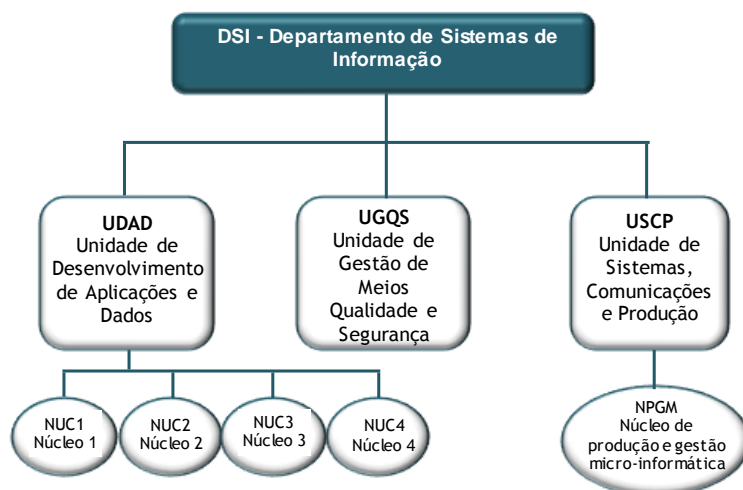 DSI - Departamento de Sistemas de
Informação
UDAD
Unidade de
Desenvolvimento
de Aplicações e
Dados
UGQS
Unidade de
Gestão de
Meios
Qualidade e
Segurança
USCP
Unidade de
Sistemas,
Comunicações
e Produção
NUC1
Núcleo 1
NUC2
Núcleo 2
NUC3
Núcleo 3
NUC4
Núcleo 4
NPGM
Núcleo de
produção e gestão
micro-informática